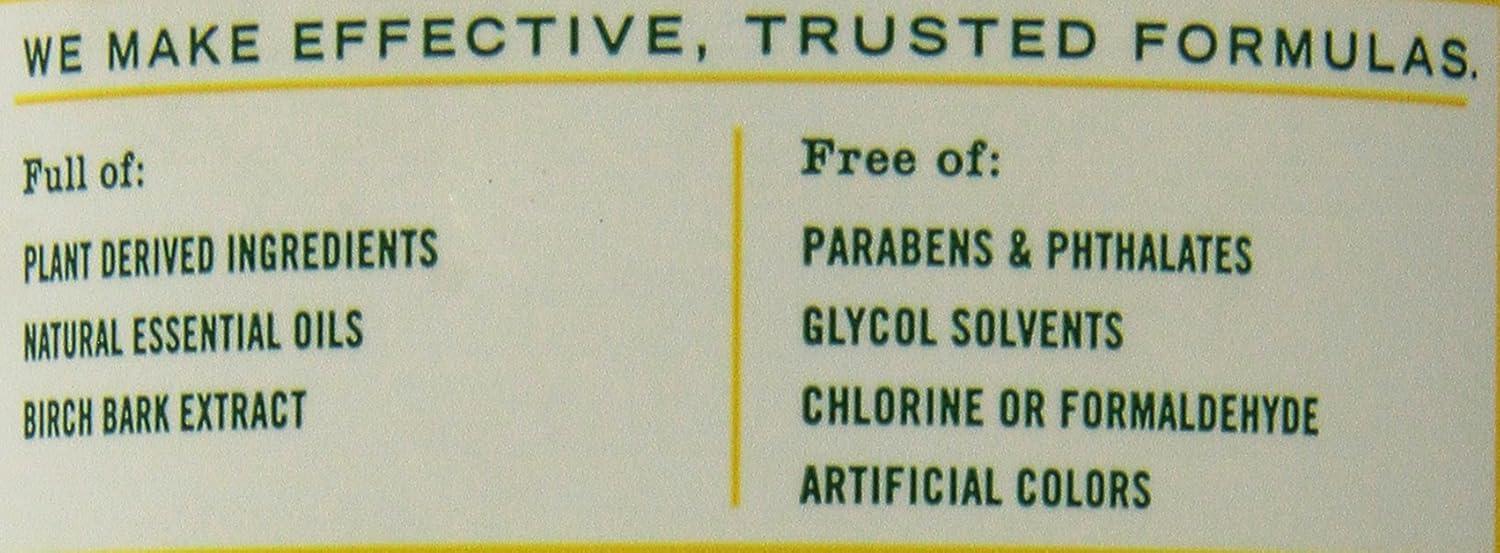 WE MAKE EFFECTIVE, TRUSTED FORMULAS.
Full of:
PLANT DERIVED INGREDIENTS
NATURAL ESSENTIAL OILS
BIRCH BARK EXTRACT
Free of:
PARABENS & PHTHALATES
GLYCOL SOLVENTS
CHLORINE OR FORMALDEHYDE
ARTIFICIAL COLORS